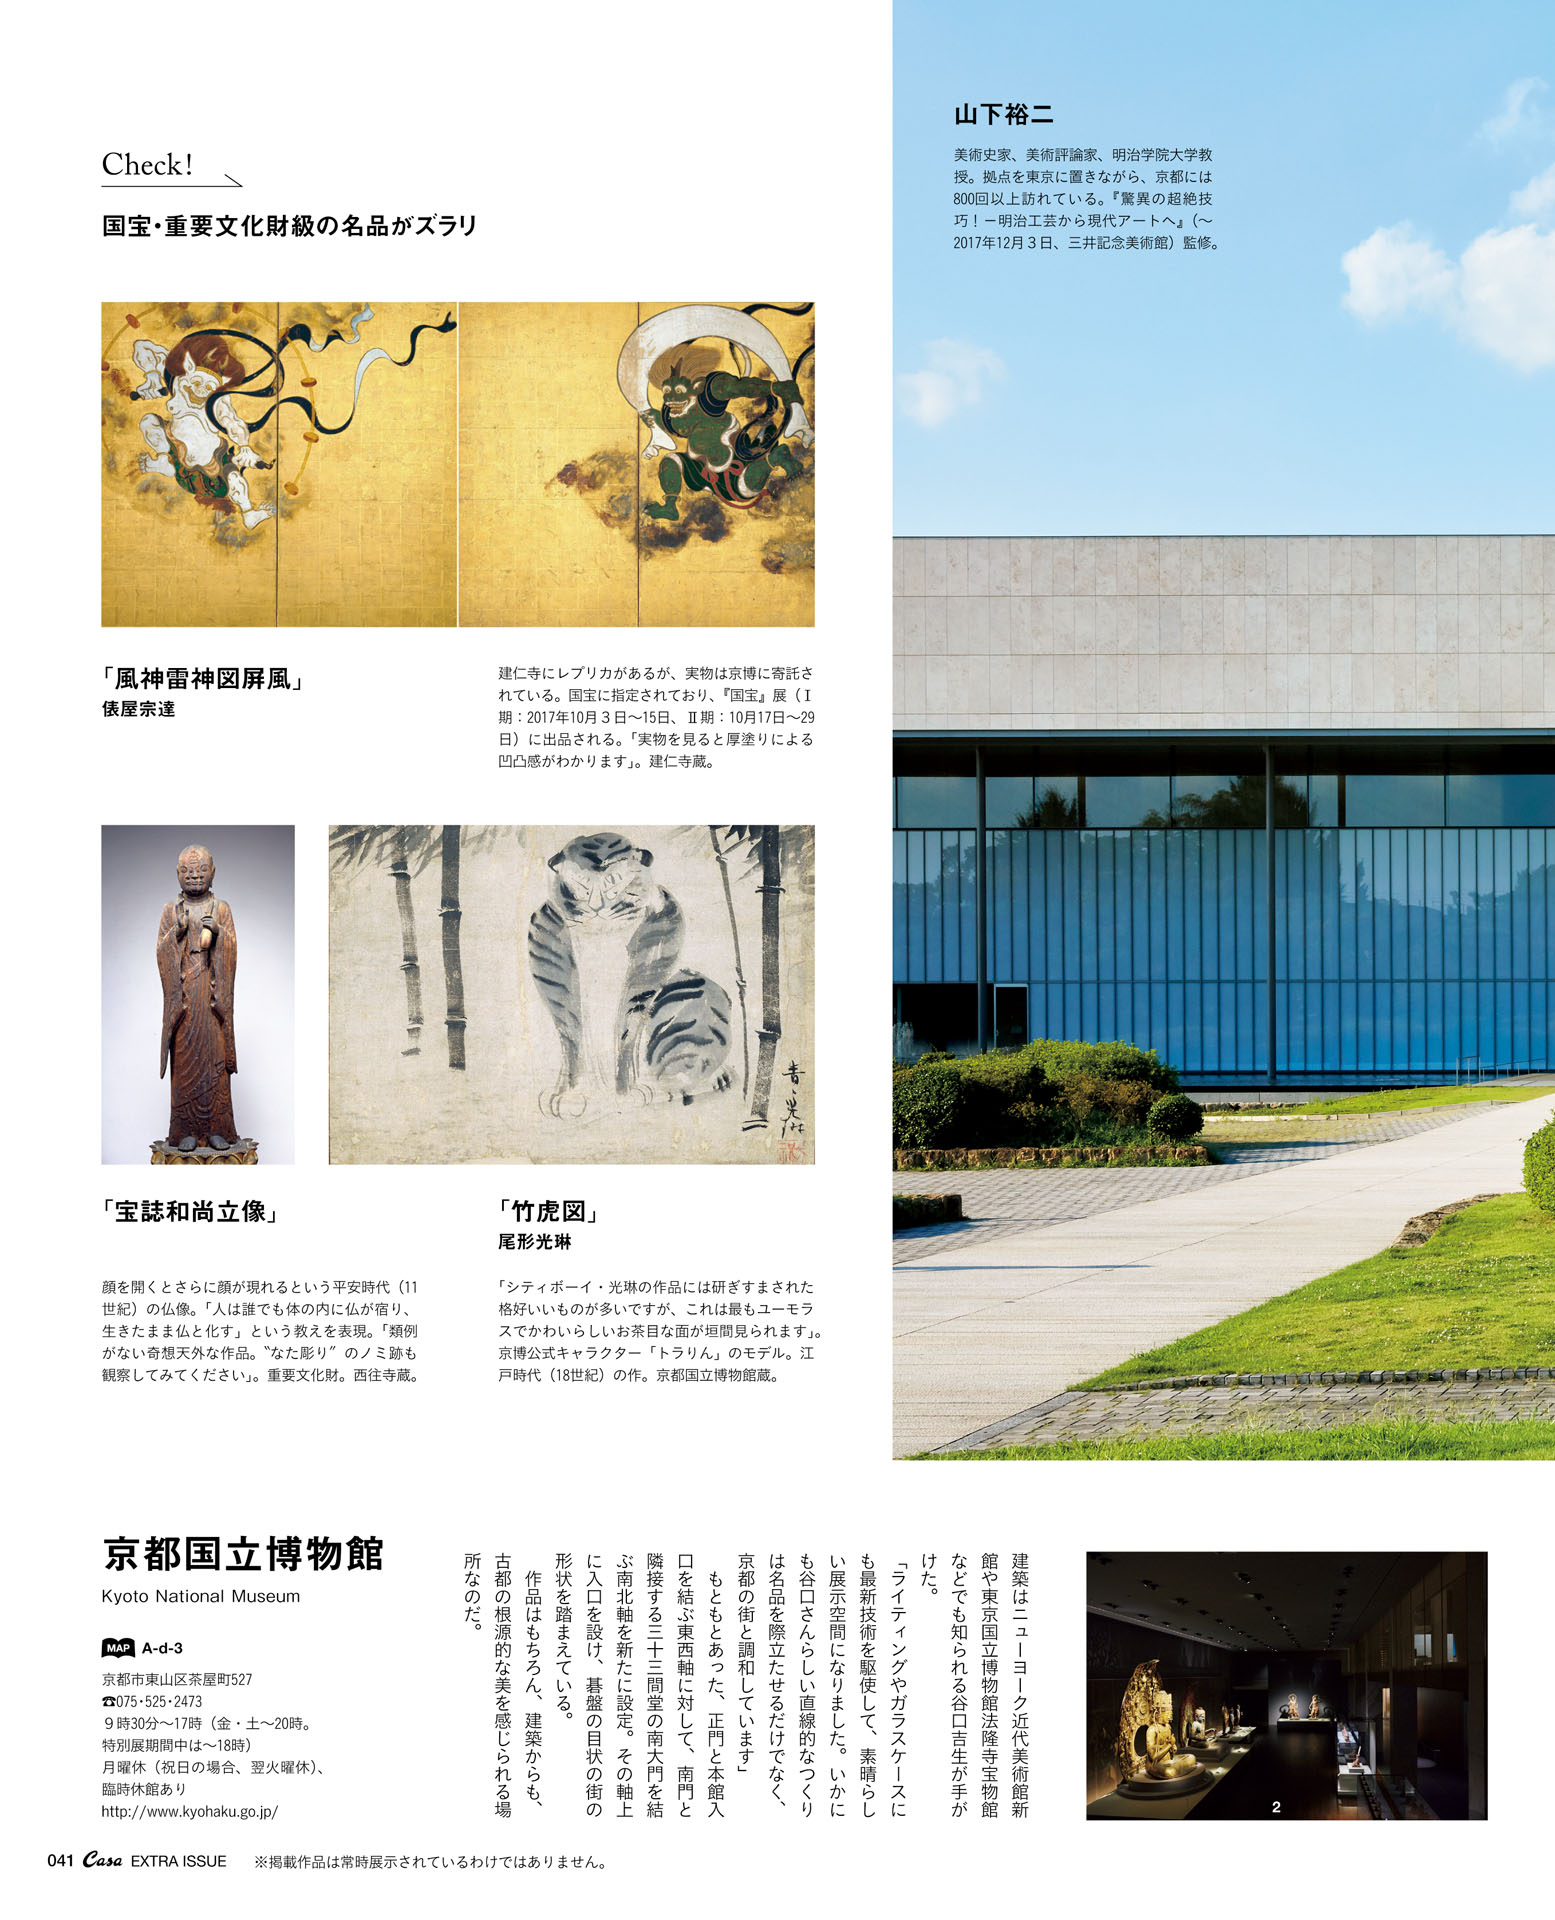 Check!
国宝・重要文化財級の名品がズラリ
山下裕二
美術史家、美術評論家、明治学院大学教
授。拠点を東京に置きながら、京都には
800回以上訪れている。『驚異の超絶技
巧！－明治工芸から現代アートへ』（～
2017年12月３日、三井記念美術館）監修。
「風神雷神図屏風」
俵屋宗達
建仁寺にレプリカがあるが、実物は京博に寄託さ
れている。国宝に指定されており、『国宝』展（Ⅰ
期：2017年10月３日～15日、Ⅱ期：10月17日～29
日）に出品される。「実物を見ると厚塗りによる
凹凸感がわかります」。建仁寺蔵。
青々光琳
「宝誌和尚立像」
顔を開くとさらに顔が現れるという平安時代（11
世紀）の仏像。「人は誰でも体の内に仏が宿り、
生きたまま仏と化す」という教えを表現。「類例
がない奇想天外な作品。〝なた彫り〟のノミ跡も
観察してみてください」。重要文化財。西往寺蔵。
「竹虎図」
尾形光琳
「シティボーイ・光琳の作品には研ぎすまされた
格好いいものが多いですが、これは最もユーモラ
スでかわいらしいお茶目な面が垣間見られます」。
京博公式キャラクター「トラりん」のモデル。江
戸時代（18世紀）の作。京都国立博物館蔵。
建築はニューヨーク近代美術館新
館や東京国立博物館法隆寺宝物館
などでも知られる谷口吉生が手が
けた。
「ライティングやガラスケースに
も最新技術を駆使して、素晴らし
い展示空間になりました。いかに
も谷口さんらしい直線的なつくり
は名品を際立たせるだけでなく、
京都の街と調和しています」
もともとあった、正門と本館入
口を結ぶ東西軸に対して、南門と
隣接する三十三間堂の南大門を結
ぶ南北軸を新たに設定。その軸上
に入口を設け、碁盤の目状の街の
形状を踏まえている。
作品はもちろん、建築からも、
古都の根源的な美を感じられる場
所なのだ。
2
京都国立博物館
Kyoto National Museum
MAP A-d-3
京都市東山区茶屋町527
☎075・525・2473
９時30分～17時（金・土～20時。
特別展期間中は～18時）
月曜休（祝日の場合、翌火曜休）、
臨時休館あり
http://www.kyohaku.go.jp/
041 Casa EXTRA ISSUE ※掲載作品は常時展示されているわけではありません。